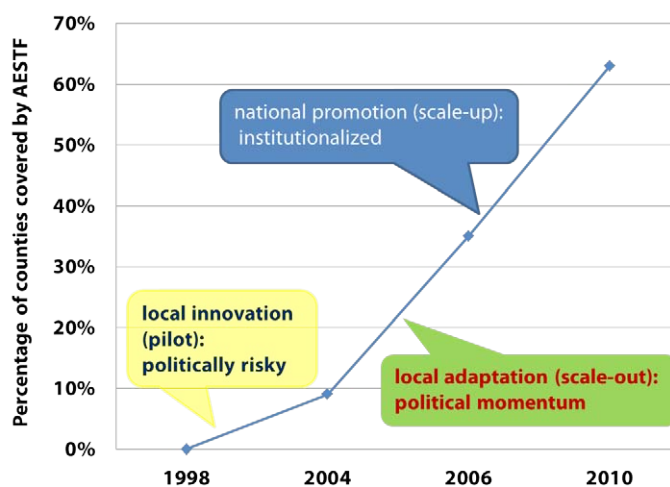 Percentage of counties covered by AESTF
70%
60%
50%
40%
30%
20%
10%
0%
national promotion (scale-up):
institutionalized
local innovation
(pilot):
politically risky
local adaptation (scale-out):
political momentum
1998
2004
2006
2010